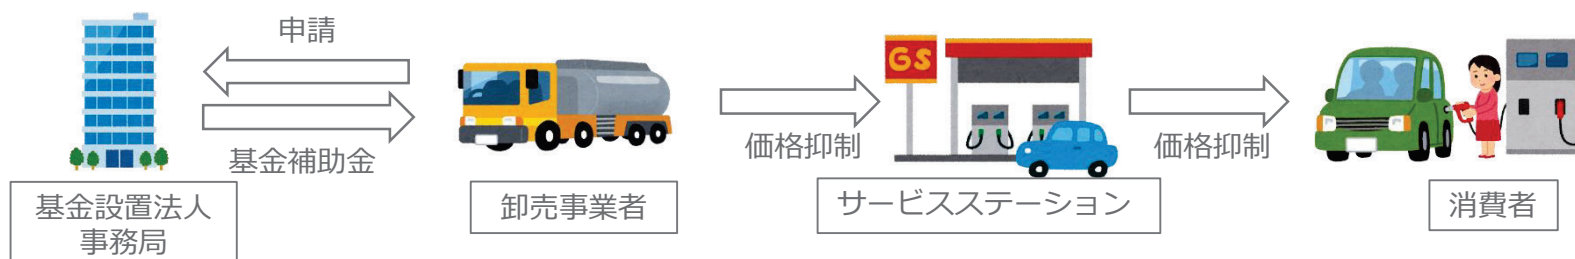 申請
基金補助金
基金設置法人
事務局
卸売事業者
価格抑制
GS
サービスステーション
価格抑制
消費者